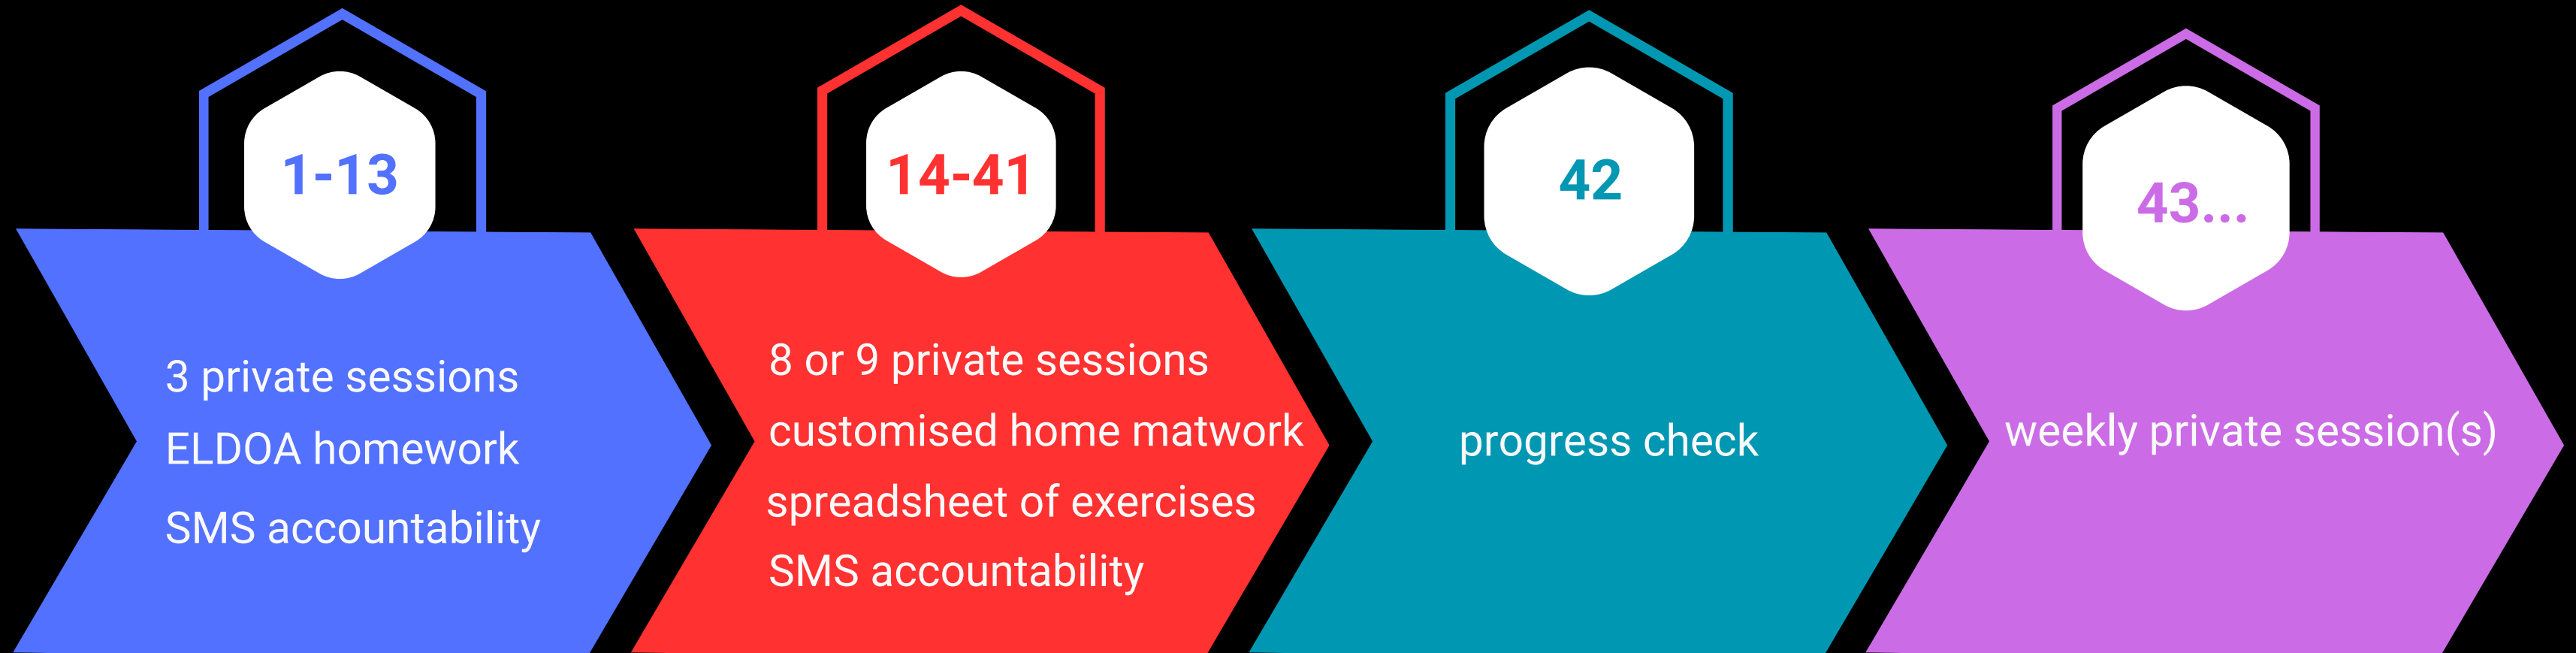 1-13
3 private sessions
ELDOA homework
SMS accountability
14-41
8 or 9 private sessions
customised home matwork
spreadsheet of exercises
SMS accountability
42
progress check
43...
weekly private session(s)